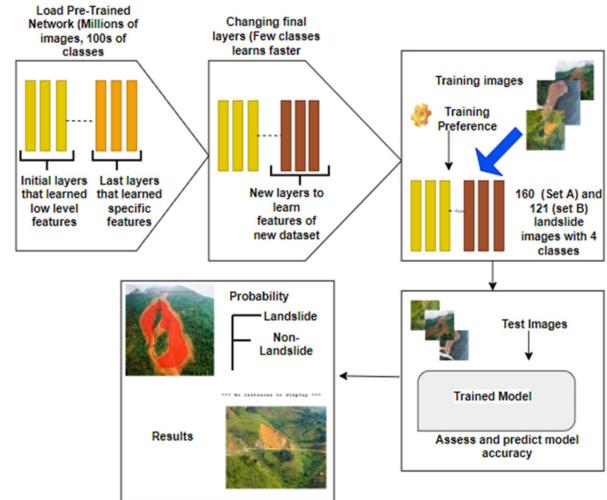 Load Pre-Trained
Network (Millions of
images, 100s of
classes
Initial layers
that learned
low level
features
Last layers
that learned
specific
features
Changing final
layers (Few classes
learns faster
New layers to
learn
features of
new dataset
Training images
Training
Preference
160 (Set A) and
121 (set B)
landslide
images with 4
classes
Test Images
Trained Model
Assess and predict model
accuracy
Probability
Landslide
Non-
Landslide
*** No instances to display ***
Results